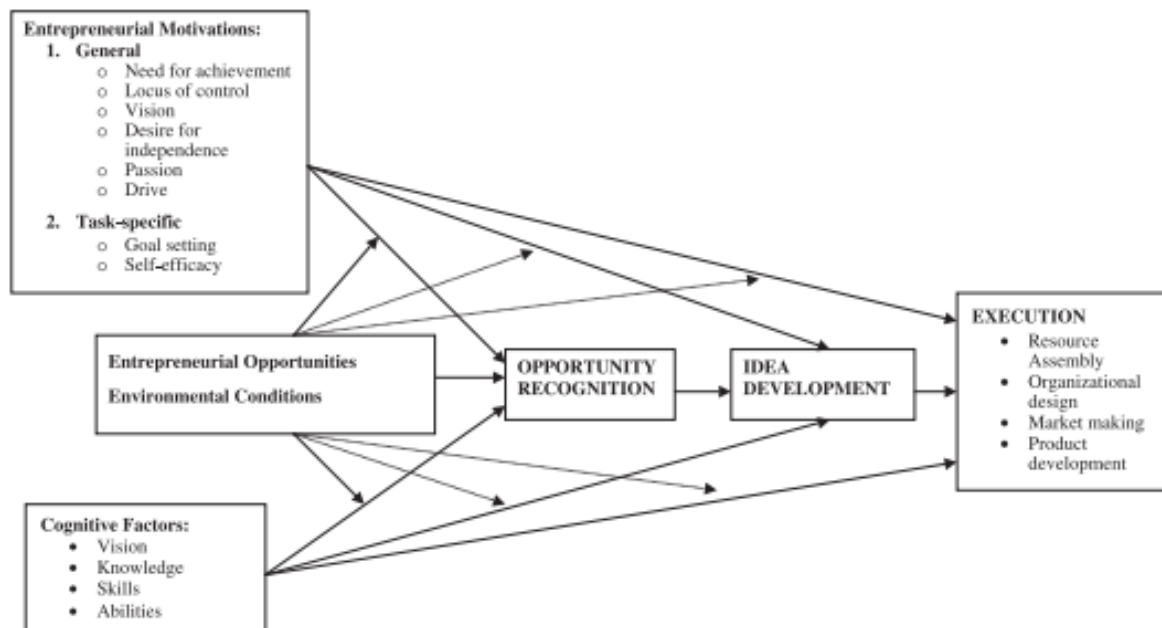 Entrepreneurial Motivations:
1. General
o Need for achievement
o Locus of control
o Vision
o Desire for
independence
o Passion
o Drive
2. Task-specific
o Goal setting
o Self-efficacy
Entrepreneurial Opportunities
Environmental Conditions
OPPORTUNITY
RECOGNITION
IDEA
DEVELOPMENT
EXECUTION
• Resource
Assembly
• Organizational
design
• Market making
• Product
development
Cognitive Factors:
• Vision
• Knowledge
• Skills
• Abilities